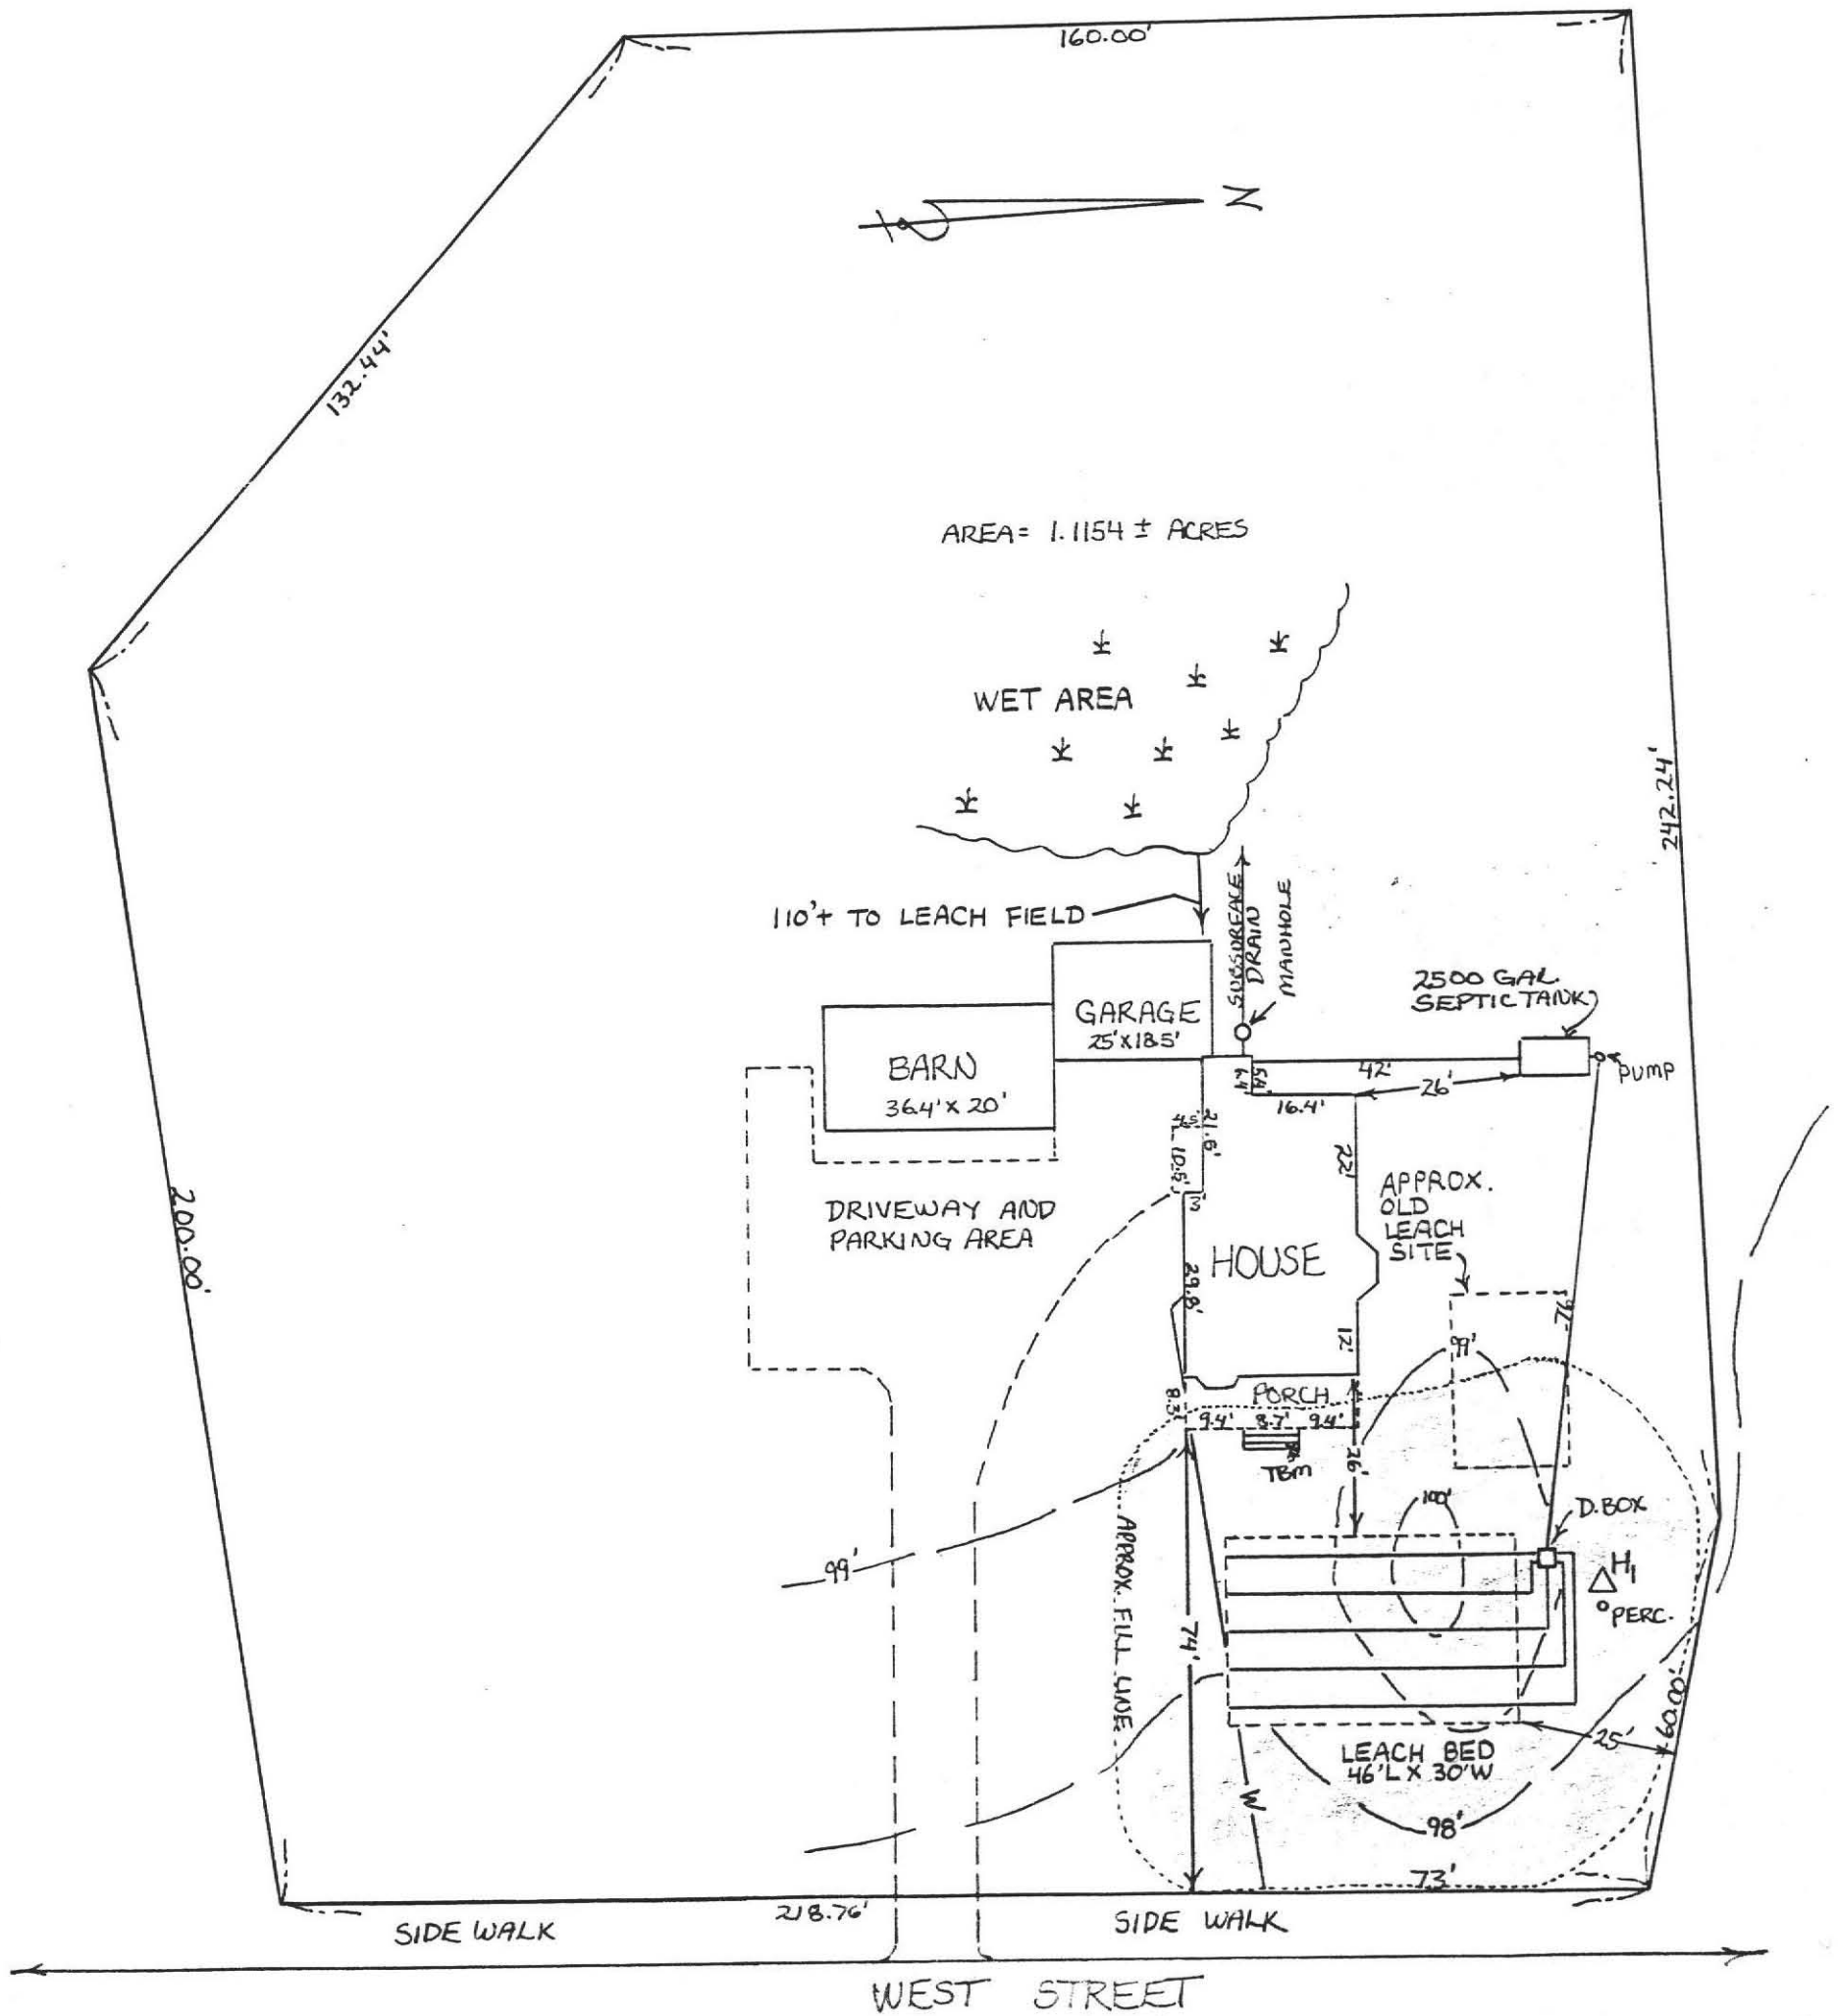 160.00'
N
132.44'
AREA= 1.1154 ± ACRES
WET AREA
242.24'
110'+ TO LEACH FIELD
SUBSURFACE
DRAIN
MANHOLE
2500 GAL.
SEPTIC TANK
GARAGE
25'X18.5'
BARN
36.4'X 20'
42'
PUMP
6.4'
5.4'
26'
16.4'
4.5'
21.6'
10.5'
3'
22'
DRIVEWAY AND
PARKING AREA
APPROX.
OLD
LEACH
SITE
HOUSE
200.00'
29.8'
12'
92'
99'
PORCH
8.3'
9.4'
8.7'
9.4'
TBM
26'
100'
D.BOX
H1
PERC.
99'
APPROX. FILL LINE
74'
60.00'
25'
LEACH BED
46'L X 30'W
W
98'
73'
218.76'
SIDE WALK
SIDE WALK
WEST STREET